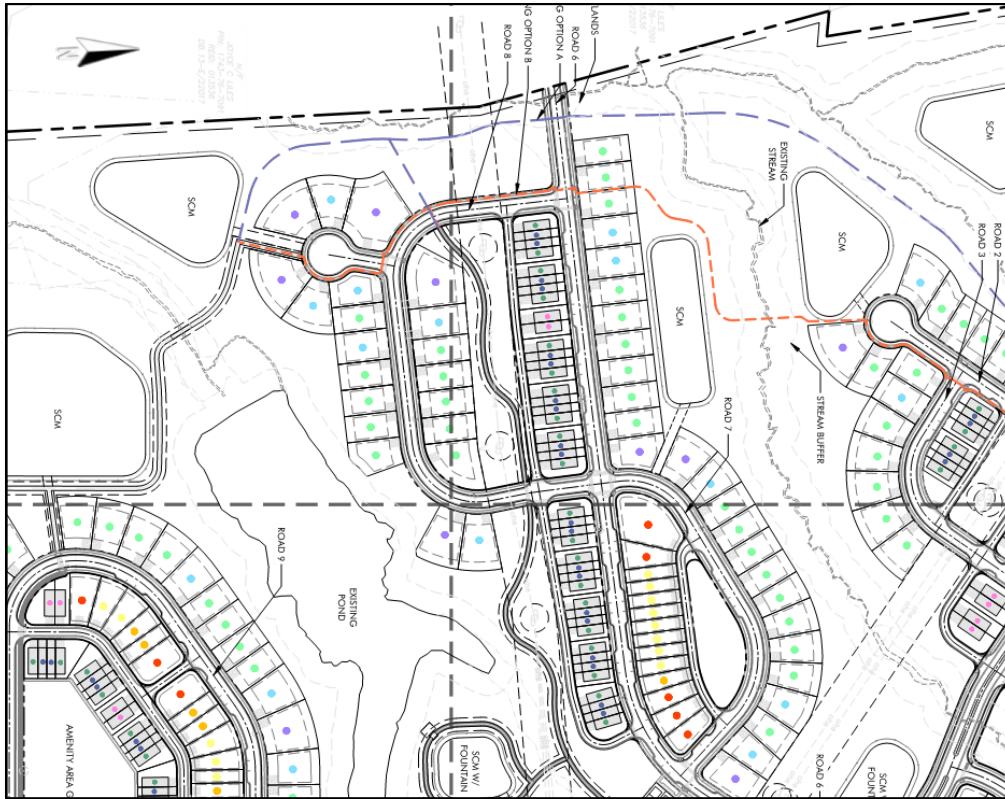 LANDS
ROAD 6
G OPTION A
NG OPTION B
ROAD 8
SCM
EXISTING
STREAM
SCM
ROAD 2
ROAD 3
SCM
STREAM BUFFER
ROAD 7
SCM
ROAD 9
EXISTING
POND
AMENITY AREA
SCM W/
FOUNTAIN
ROAD 6
SCM
FOUN